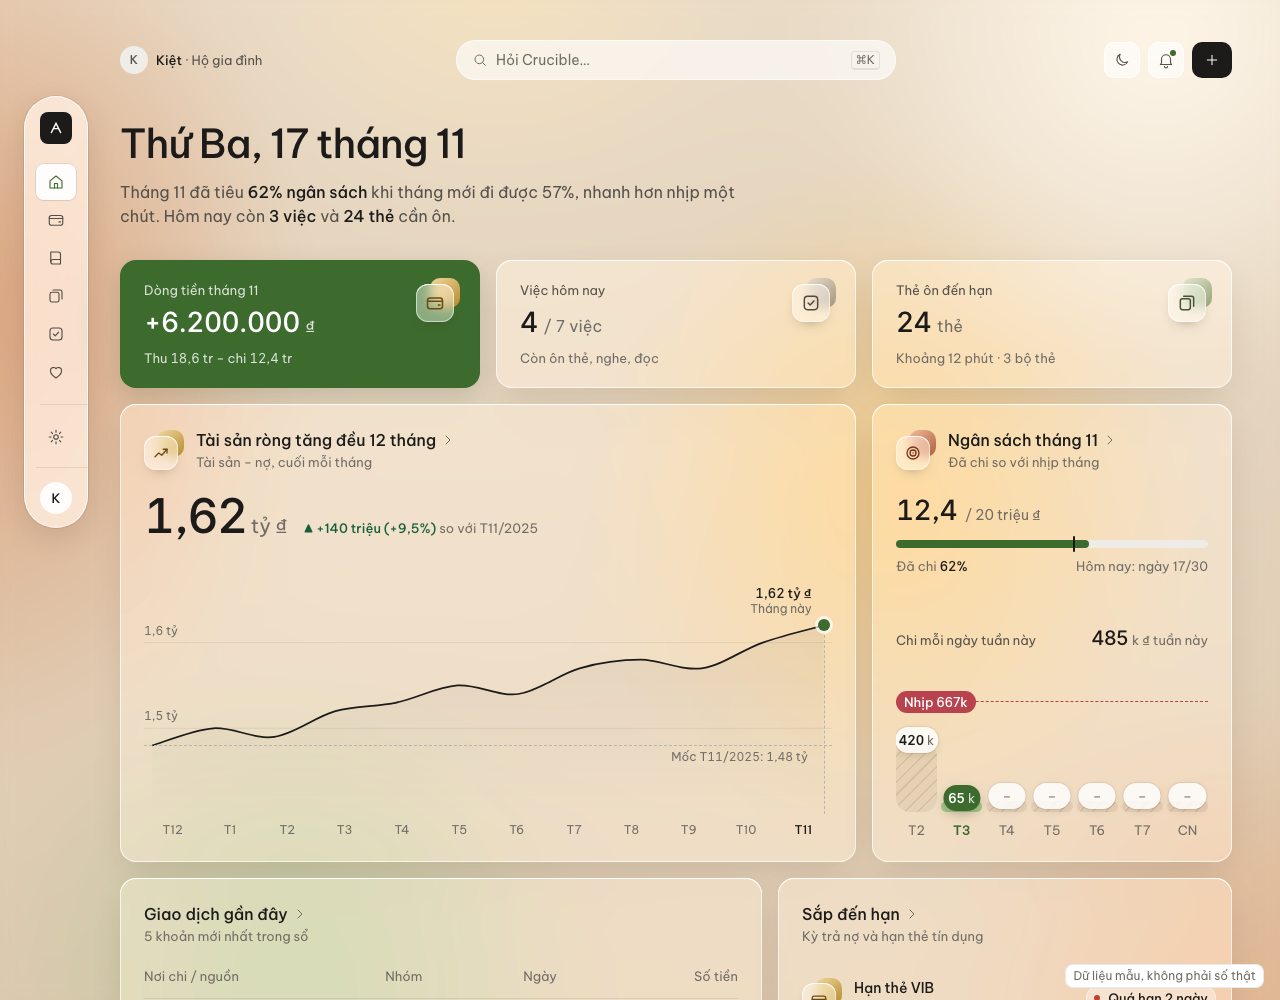 K
Kiệt · Hộ gia đình
Hỏi Crucible...
⌘K
Thứ Ba, 17 tháng 11
Tháng 11 đã tiêu 62% ngân sách khi tháng mới đi được 57%, nhanh hơn nhịp một
chút. Hôm nay còn 3 việc và 24 thẻ cần ôn.
Dòng tiền tháng 11
+6.200.000 ₫
Thu 18,6 tr − chi 12,4 tr
Việc hôm nay
4 / 7 việc
Còn ôn thẻ, nghe, đọc
Thẻ ôn đến hạn
24 thẻ
Khoảng 12 phút · 3 bộ thẻ
Tài sản ròng tăng đều 12 tháng
Tài sản − nợ, cuối mỗi tháng
1,62 tỷ ₫
▲ +140 triệu (+9,5%) so với T11/2025
1,62 tỷ ₫
Tháng này
1,6 tỷ
1,5 tỷ
Mốc T11/2025: 1,48 tỷ
T12 T1 T2 T3 T4 T5 T6 T7 T8 T9 T10 T11
Ngân sách tháng 11
Đã chi so với nhịp tháng
12,4 / 20 triệu ₫
Đã chi 62%
Hôm nay: ngày 17/30
Chi mỗi ngày tuần này
485 k ₫ tuần này
Nhịp 667k
420 k
65 k
– – – – –
T2 T3 T4 T5 T6 T7 CN
K
Giao dịch gần đây
5 khoản mới nhất trong sổ
Nơi chi / nguồn Nhóm Ngày Số tiền
Sắp đến hạn
Kỳ trả nợ và hạn thẻ tín dụng
Hạn thẻ VIB
Quá hạn 2 ngày
Dữ liệu mẫu, không phải số thật